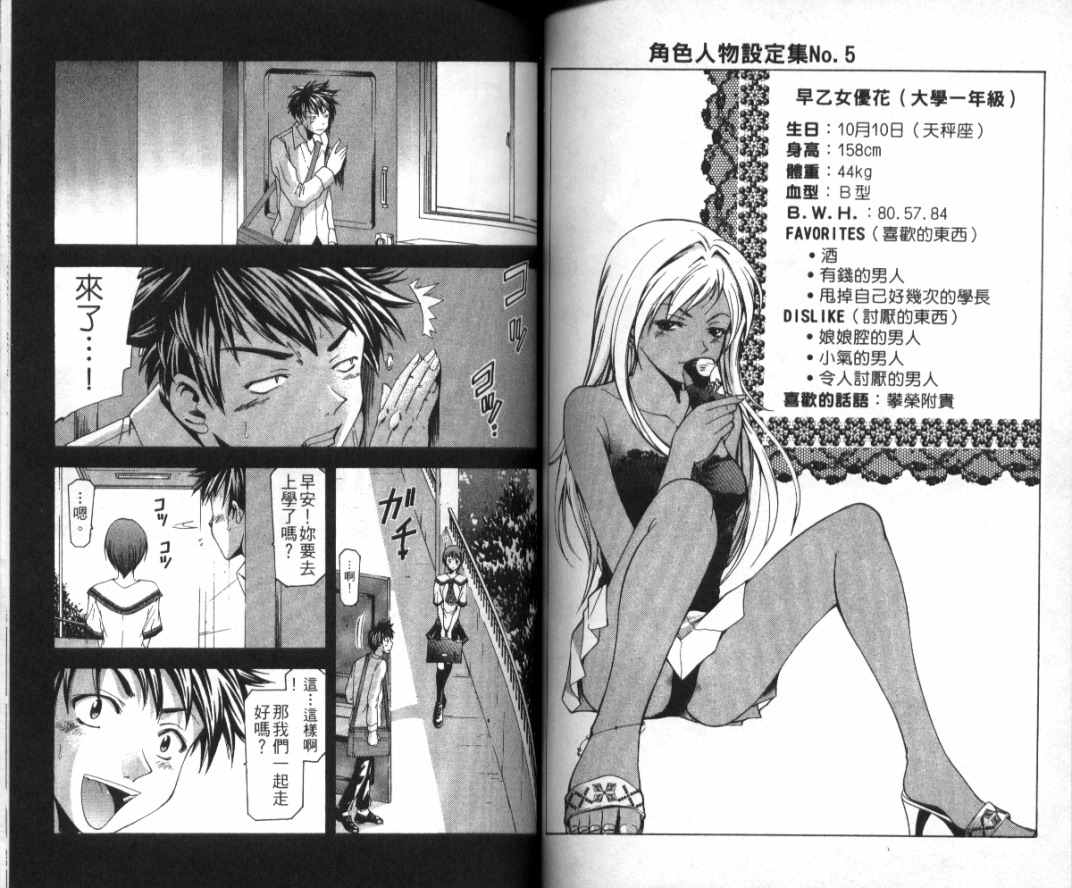 角色人物設定集No.5
早乙女優花（大學一年級）
生日：10月10日（天秤座）
身高：158cm
體重：44kg
血型：B型
B.W.H.：80.57.84
FAVORITES（喜歡的東西）
•酒
•有錢的男人
•甩掉自己好幾次的學長
DISLIKE（討厭的東西）
•娘娘腔的男人
•小氣的男人
•令人討厭的男人
喜歡的話語：攀榮附貴
來了…!
コッ
コッ
ガチャ
…啊!
早安!妳要去
上學了嗎?
コッ
コッ
…嗯。
這…這樣啊
!那我們一起走
好嗎?